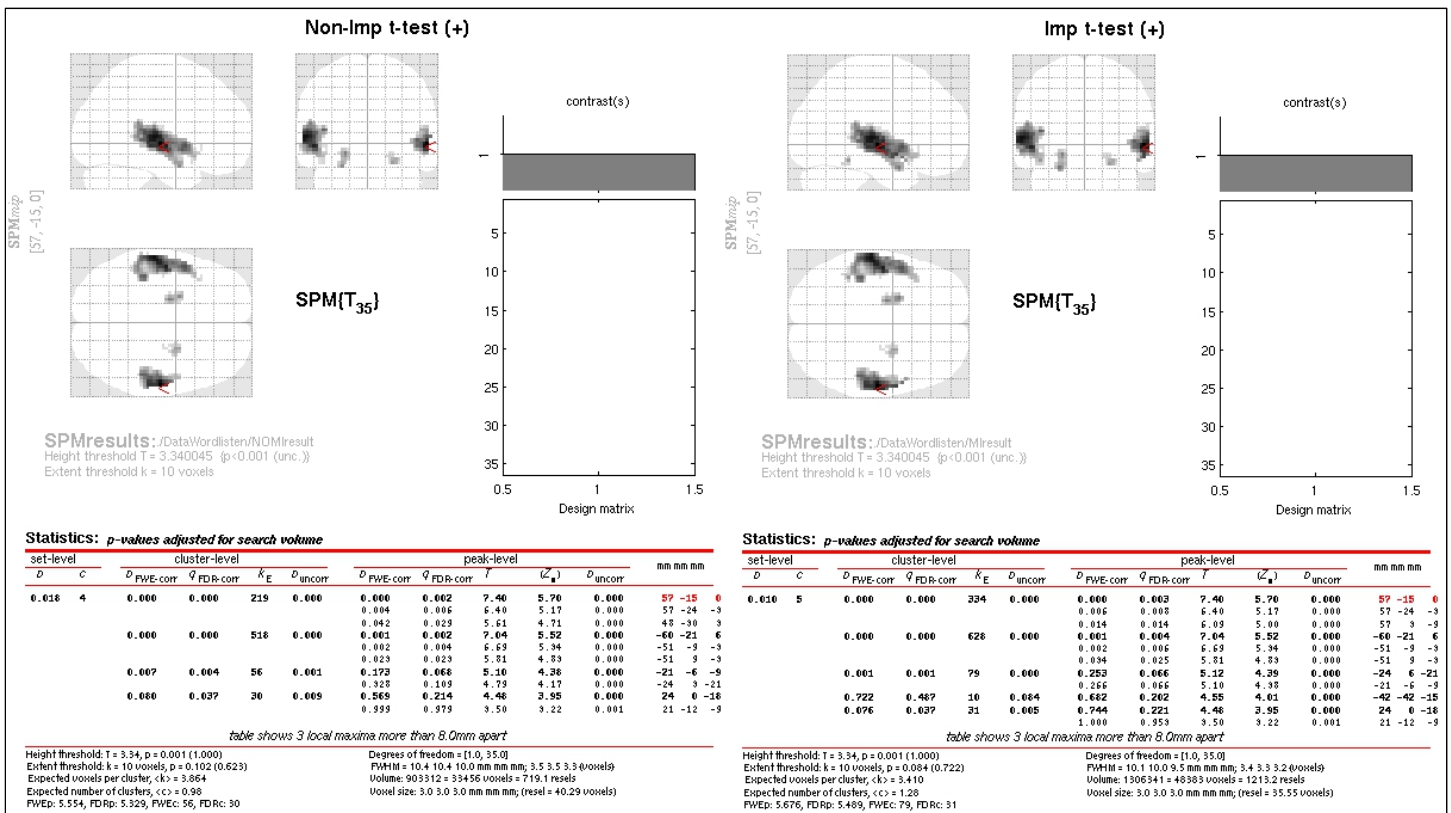 Non-Imp t-test (+)
contrast(s)
1
SPMmip
[57, -15, 0]
SPM{T35}
5
10
15
20
25
30
35
0.5 1 1.5
Design matrix
SPMresults: ./DataWordlisten/NOMIresult
Height threshold T = 3.340045 {p<0.001 (unc.)}
Extent threshold k = 10 voxels
Statistics: p-values adjusted for search volume
set-level cluster-level peak-level mm mm mm
p c p FWE-corr q FDR-corr k E p uncorr p FWE-corr q FDR-corr T (Z≡) p uncorr
0.018 4 0.000 0.000 219 0.000 0.000 0.002 7.40 5.70 0.000 57 -15 0
0.004 0.006 6.40 5.17 0.000 57 -24 -3
0.042 0.029 5.61 4.71 0.000 48 -30 3
0.000 0.000 518 0.000 0.001 0.002 7.04 5.52 0.000 -60 -21 6
0.002 0.004 6.69 5.34 0.000 -51 -9 -3
0.023 0.023 5.81 4.83 0.000 -51 9 -3
0.007 0.004 56 0.001 0.173 0.068 5.10 4.38 0.000 -21 -6 -9
0.328 0.109 4.79 4.17 0.000 -24 3 -21
0.080 0.037 30 0.009 0.569 0.214 4.48 3.95 0.000 24 0 -18
0.999 0.979 3.50 3.22 0.001 21 -12 -9
table shows 3 local maxima more than 8.0mm apart
Height threshold: T = 3.34, p = 0.001 (1.000)
Extent threshold: k = 10 voxels, p = 0.102 (0.623)
Expected voxels per cluster, <k> = 3.864
Expected number of clusters, <c> = 0.98
FWEp: 5.554, FDRp: 5.329, FWEc: 56, FDRc: 30
Degrees of freedom = [1.0, 35.0]
FWHM = 10.4 10.4 10.0 mm mm mm; 3.5 3.5 3.3 {voxels}
Volume: 903312 = 33456 voxels = 719.1 resels
Voxel size: 3.0 3.0 3.0 mm mm mm; (resel = 40.29 voxels)
Imp t-test (+)
contrast(s)
1
SPMmip
[57, -15, 0]
SPM{T35}
5
10
15
20
25
30
35
0.5 1 1.5
Design matrix
SPMresults: ./DataWordlisten/MIresult
Height threshold T = 3.340045 {p<0.001 (unc.)}
Extent threshold k = 10 voxels
Statistics: p-values adjusted for search volume
set-level cluster-level peak-level mm mm mm
p c p FWE-corr q FDR-corr k E p uncorr p FWE-corr q FDR-corr T (Z≡) p uncorr
0.010 5 0.000 0.000 334 0.000 0.000 0.003 7.40 5.70 0.000 57 -15 0
0.006 0.008 6.40 5.17 0.000 57 -24 -3
0.014 0.014 6.09 5.00 0.000 57 3 -9
0.000 0.000 628 0.000 0.001 0.004 7.04 5.52 0.000 -60 -21 6
0.002 0.006 6.69 5.34 0.000 -51 -9 -3
0.034 0.025 5.81 4.83 0.000 -51 9 -3
0.001 0.001 79 0.000 0.253 0.066 5.12 4.39 0.000 -24 6 -21
0.266 0.066 5.10 4.38 0.000 -21 -6 -9
0.722 0.487 10 0.084 0.682 0.202 4.55 4.01 0.000 -42 -42 -15
0.076 0.037 31 0.005 0.744 0.221 4.48 3.95 0.000 24 0 -18
1.000 0.953 3.50 3.22 0.001 21 -12 -9
table shows 3 local maxima more than 8.0mm apart
Height threshold: T = 3.34, p = 0.001 (1.000)
Extent threshold: k = 10 voxels, p = 0.084 (0.722)
Expected voxels per cluster, <k> = 3.410
Expected number of clusters, <c> = 1.28
FWEp: 5.676, FDRp: 5.489, FWEc: 79, FDRc: 31
Degrees of freedom = [1.0, 35.0]
FWHM = 10.1 10.0 9.5 mm mm mm; 3.4 3.3 3.2 {voxels}
Volume: 1306341 = 48383 voxels = 1213.2 resels
Voxel size: 3.0 3.0 3.0 mm mm mm; (resel = 35.55 voxels)